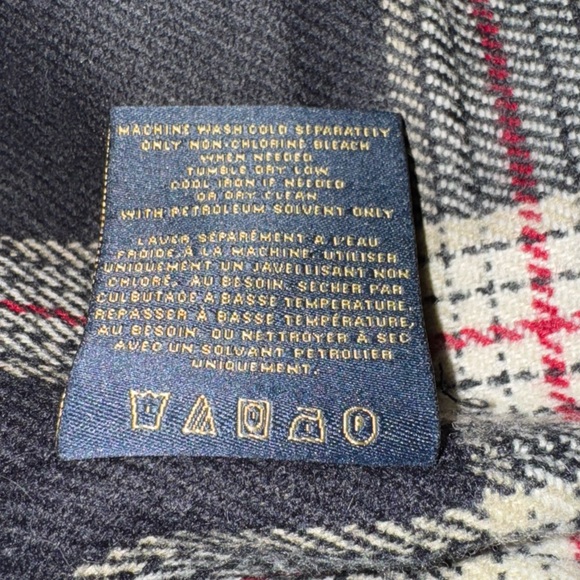 MACHINE WASH COLD SEPARATELY
ONLY NON-CHLORINE BLEACH
WHEN NEEDED
TUMBLE DRY LOW
COOL IRON IF NEEDED
OR DRY CLEAN
WITH PETROLEUM SOLVENT ONLY
LAVER SÉPARÉMENT À L'EAU
FROIDE À LA MACHINE. UTILISER
UNIQUEMENT UN JAVELLISANT NON
CHLORÉ, AU BESOIN. SÉCHER PAR
CULBUTAGE À BASSE TEMPÉRATURE.
REPASSER À BASSE TEMPÉRATURE,
AU BESOIN. OU NETTOYER À SEC
AVEC UN SOLVANT PETROLIER
UNIQUEMENT.